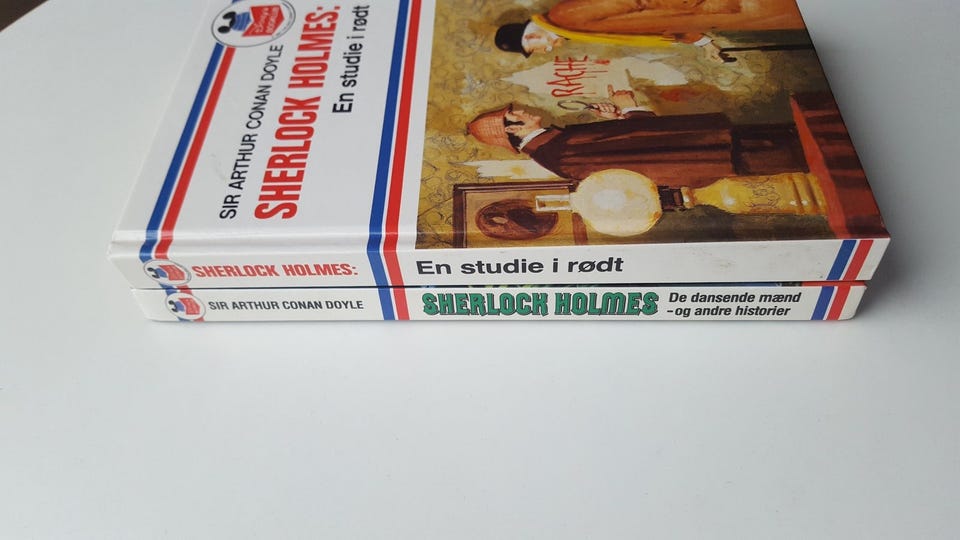 SIR ARTHUR CONAN DOYLE
SHERLOCK HOLMES:
En studie i rødt
RACHE
SHERLOCK HOLMES:
En studie i rødt
SIR ARTHUR CONAN DOYLE
SHERLOCK HOLMES
De dansende mænd
-og andre historier